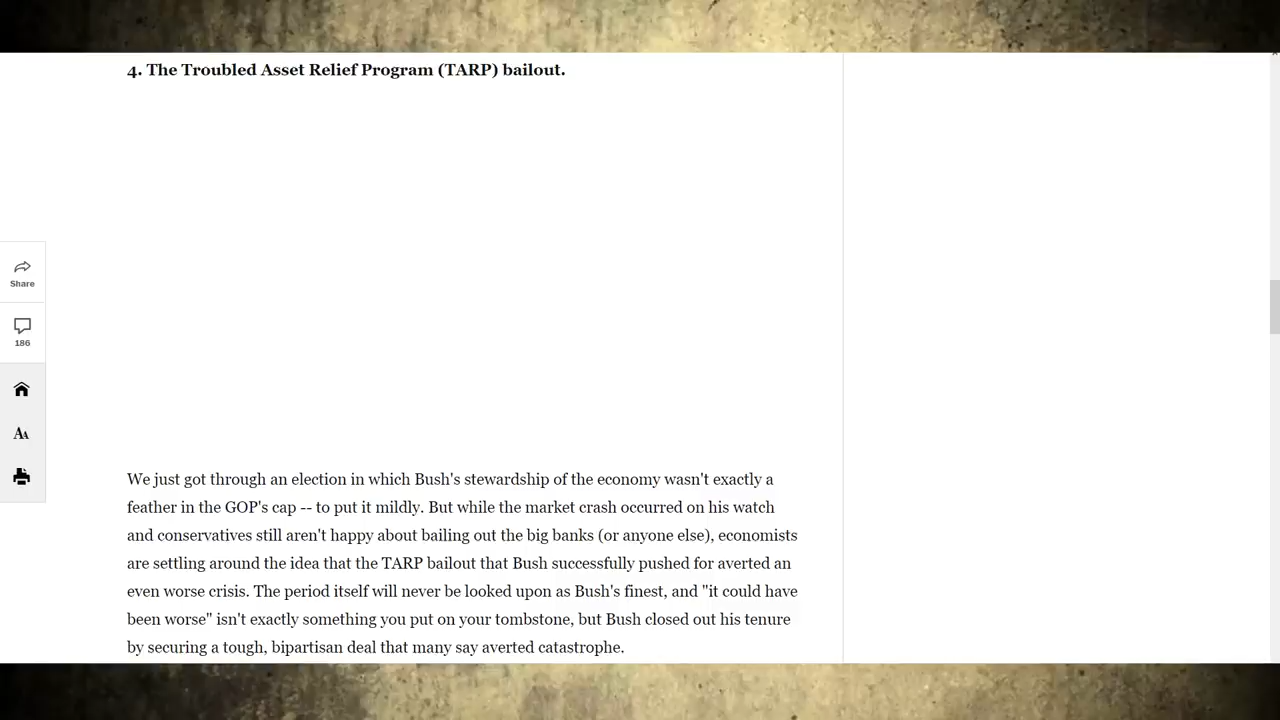 4. The Troubled Asset Relief Program (TARP) bailout.
Share
186
AA
We just got through an election in which Bush's stewardship of the economy wasn't exactly a
feather in the GOP's cap -- to put it mildly. But while the market crash occurred on his watch
and conservatives still aren't happy about bailing out the big banks (or anyone else), economists
are settling around the idea that the TARP bailout that Bush successfully pushed for averted an
even worse crisis. The period itself will never be looked upon as Bush's finest, and "it could have
been worse" isn't exactly something you put on your tombstone, but Bush closed out his tenure
by securing a tough, bipartisan deal that many say averted catastrophe.